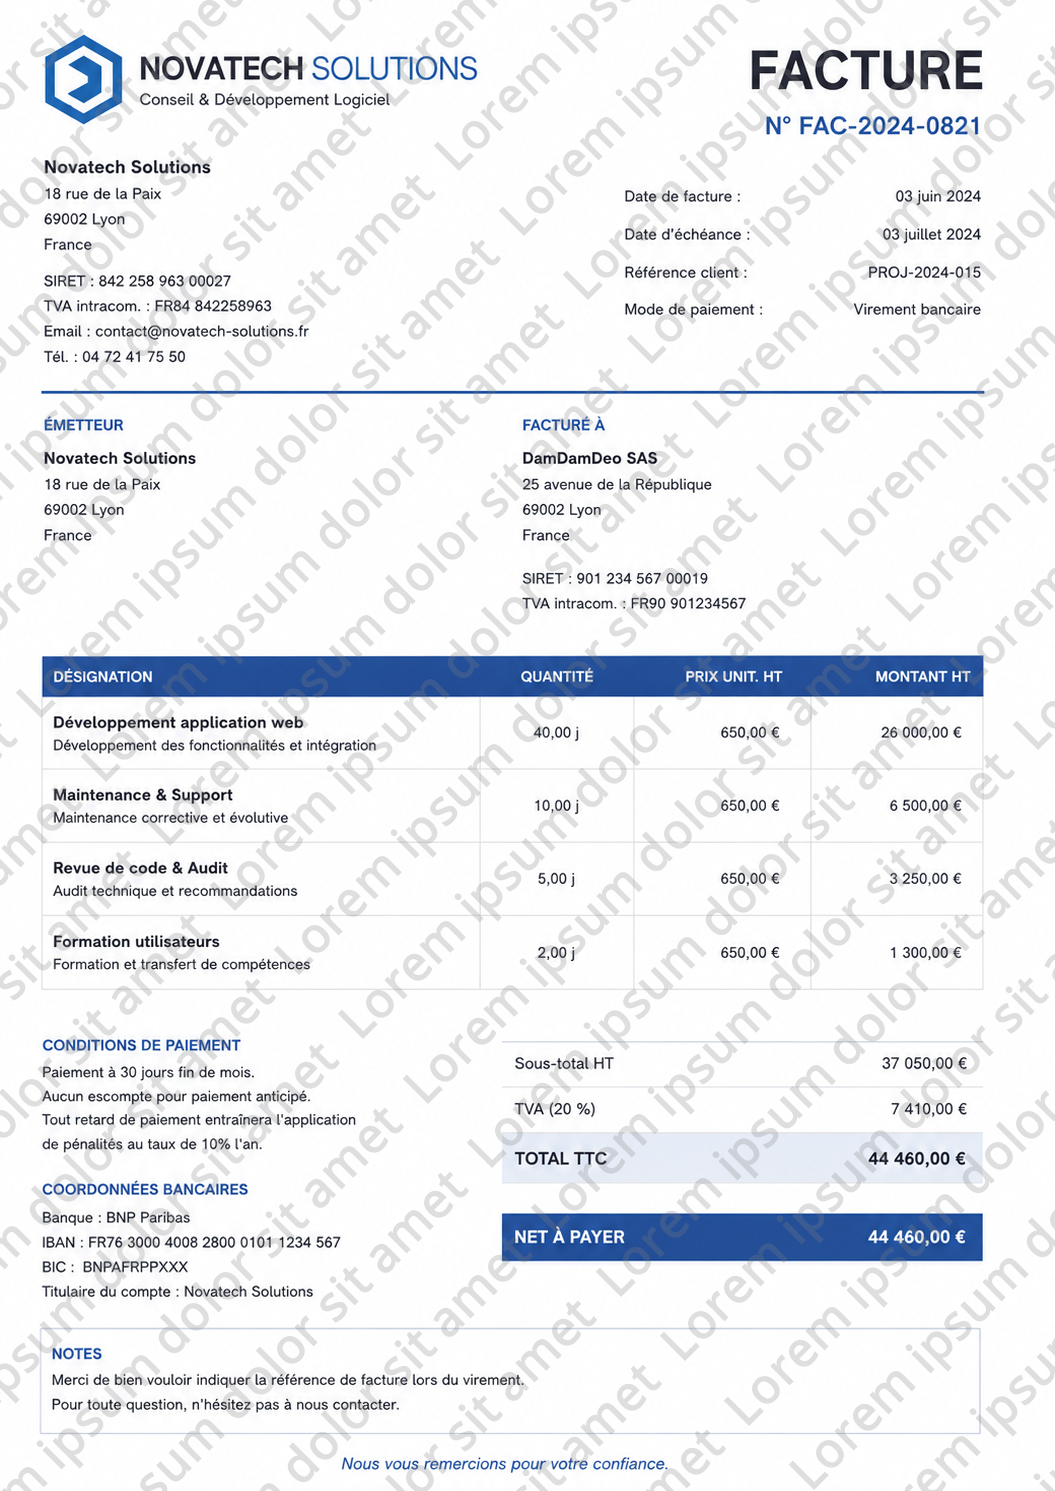 NOVATECH SOLUTIONS
Conseil & Développement Logiciel
FACTURE
N° FAC-2024-0821
Novatech Solutions
18 rue de la Paix
69002 Lyon
France
SIRET : 842 258 963 00027
TVA intracom. : FR84 842258963
Email : contact@novatech-solutions.fr
Tél. : 04 72 41 75 50
Date de facture : 03 juin 2024
Date d'échéance : 03 juillet 2024
Référence client : PROJ-2024-015
Mode de paiement : Virement bancaire
ÉMETTEUR
Novatech Solutions
18 rue de la Paix
69002 Lyon
France
FACTURÉ À
DamDamDeo SAS
25 avenue de la République
69002 Lyon
France
SIRET : 901 234 567 00019
TVA intracom. : FR90 901234567
DÉSIGNATION QUANTITÉ PRIX UNIT. HT MONTANT HT
Développement application web
Développement des fonctionnalités et intégration
40,00 j 650,00 € 26 000,00 €
Maintenance & Support
Maintenance corrective et évolutive
10,00 j 650,00 € 6 500,00 €
Revue de code & Audit
Audit technique et recommandations
5,00 j 650,00 € 3 250,00 €
Formation utilisateurs
Formation et transfert de compétences
2,00 j 650,00 € 1 300,00 €
CONDITIONS DE PAIEMENT
Paiement à 30 jours fin de mois.
Aucun escompte pour paiement anticipé.
Tout retard de paiement entraînera l'application
de pénalités au taux de 10% l'an.
COORDONNÉES BANCAIRES
Banque : BNP Paribas
IBAN : FR76 3000 4008 2800 0101 1234 567
BIC : BNPAFRPPXXX
Titulaire du compte : Novatech Solutions
Sous-total HT 37 050,00 €
TVA (20 %) 7 410,00 €
TOTAL TTC 44 460,00 €
NET À PAYER 44 460,00 €
NOTES
Merci de bien vouloir indiquer la référence de facture lors du virement.
Pour toute question, n'hésitez pas à nous contacter.
Nous vous remercions pour votre confiance.
Lorem ipsum dolor sit amet